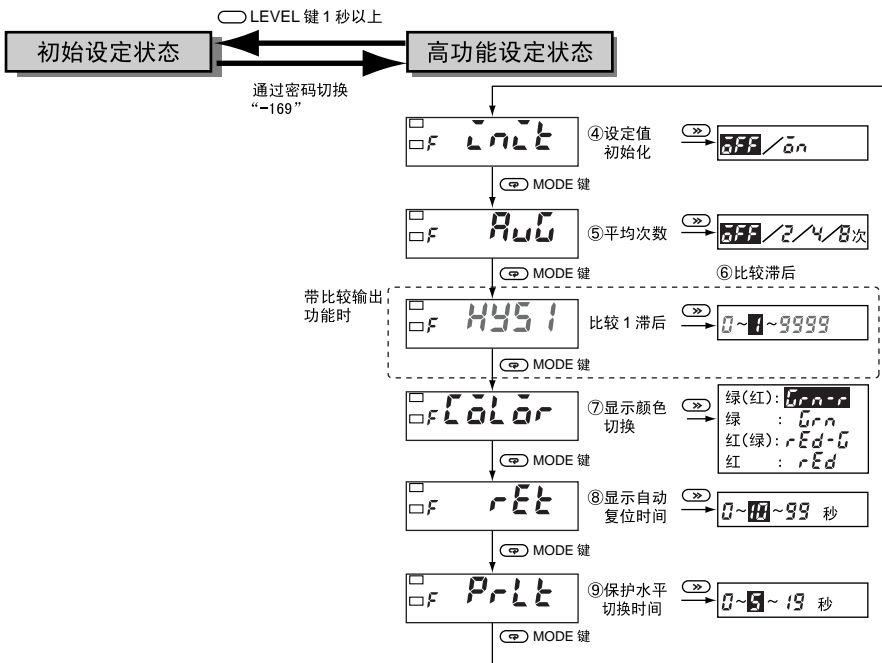 LEVEL 键 1 秒以上
初始设定状态
高功能设定状态
通过密码切换
“-169”
F init
④设定值
初始化
oFF/on
MODE 键
F AvG
⑤平均次数
oFF/2/4/8次
MODE 键
⑥比较滞后
带比较输出
功能时
F HYS1
比较 1 滞后
0~1~9999
MODE 键
F CoLor
⑦显示颜色
切换
绿(红): Grn-r
绿 : Grn
红(绿): rEd-G
红 : rEd
MODE 键
F rEt
⑧显示自动
复位时间
0~10~99 秒
MODE 键
F PrLt
⑨保护水平
切换时间
0~5~19 秒
MODE 键